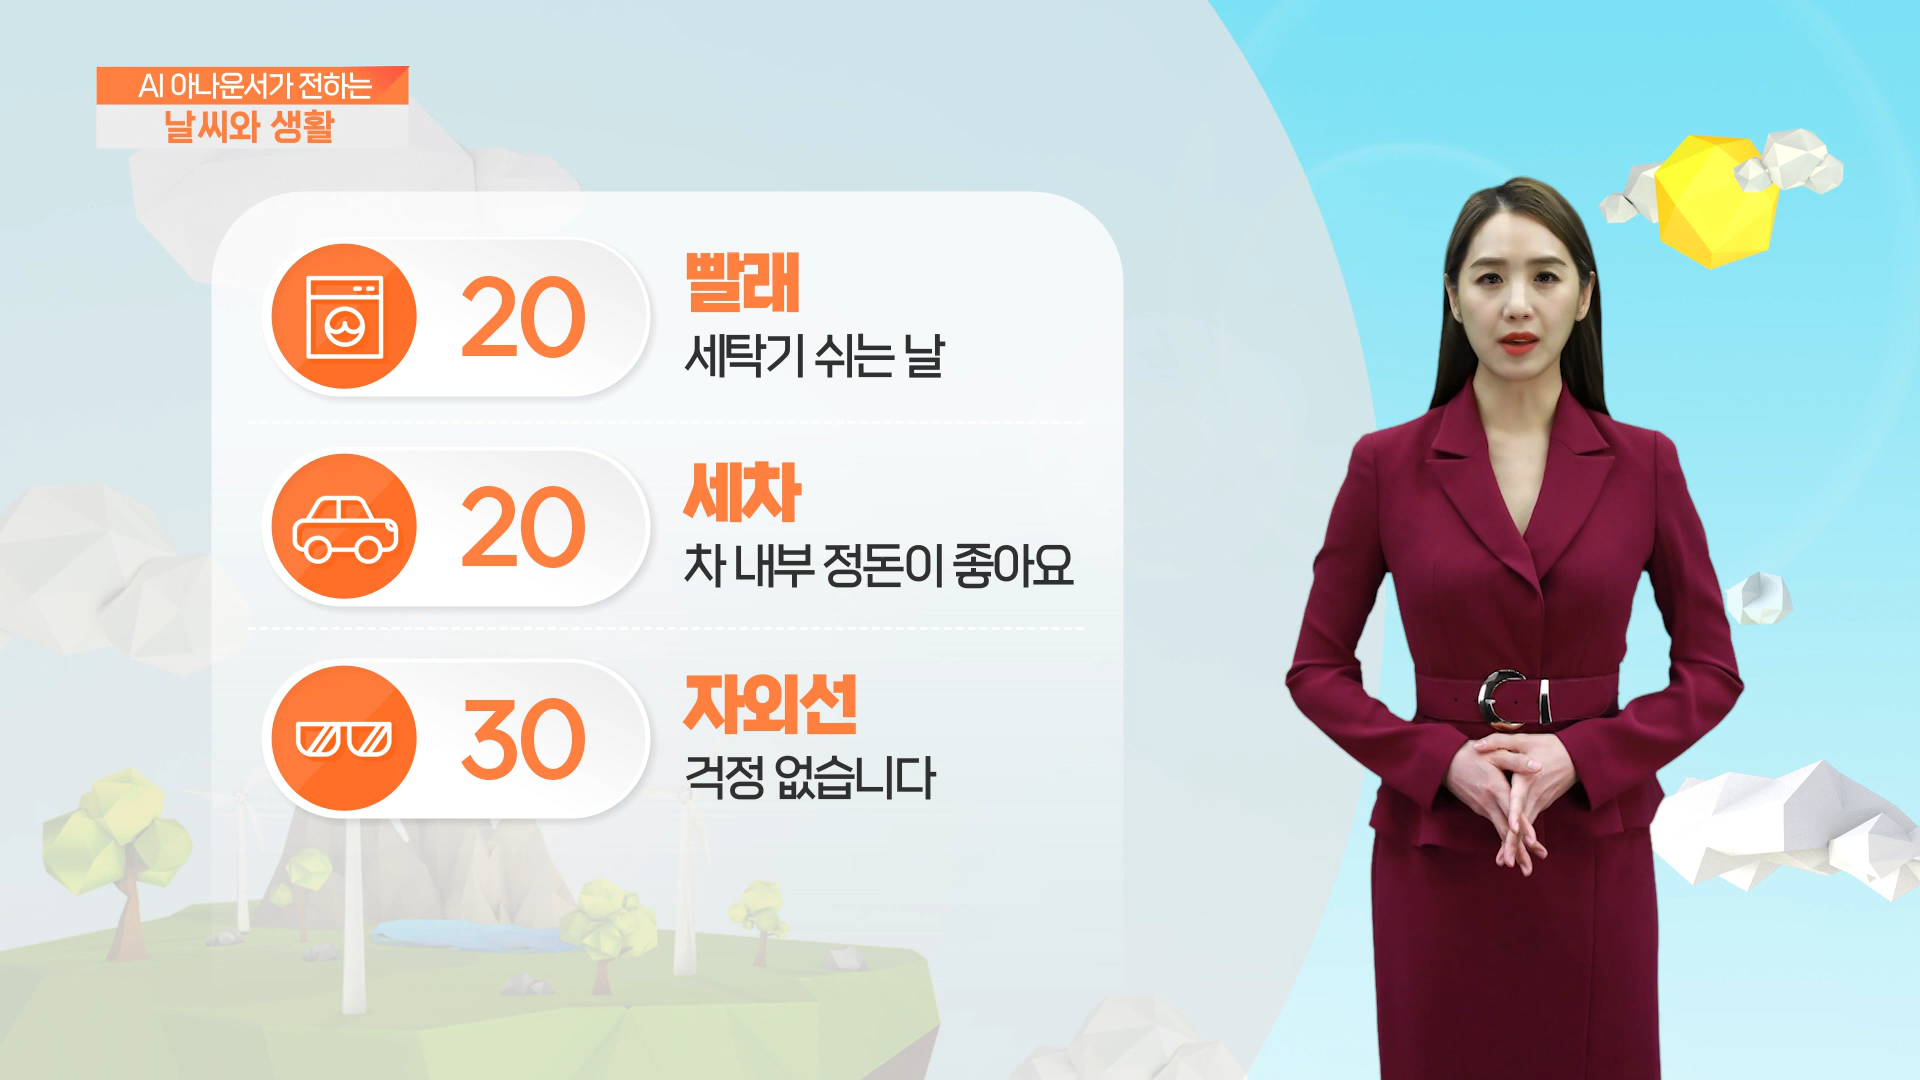 AI 아나운서가 전하는
날씨와 생활
20
빨래
세탁기 쉬는 날
20
세차
차 내부 정돈이 좋아요
30
자외선
걱정 없습니다